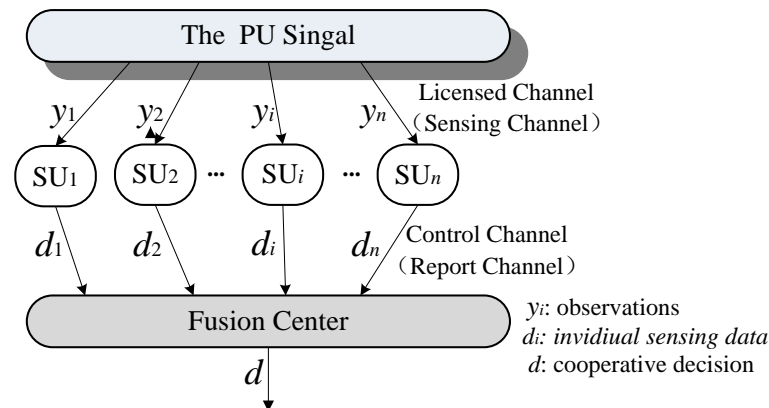 The PU Singal
y1 y2 yi yn
Licensed Channel
（Sensing Channel）
SU1 SU2 ··· SUi ··· SUn
d1 d2 di dn
Control Channel
（Report Channel）
Fusion Center
yi: observations
di: invidiual sensing data
d: cooperative decision
d